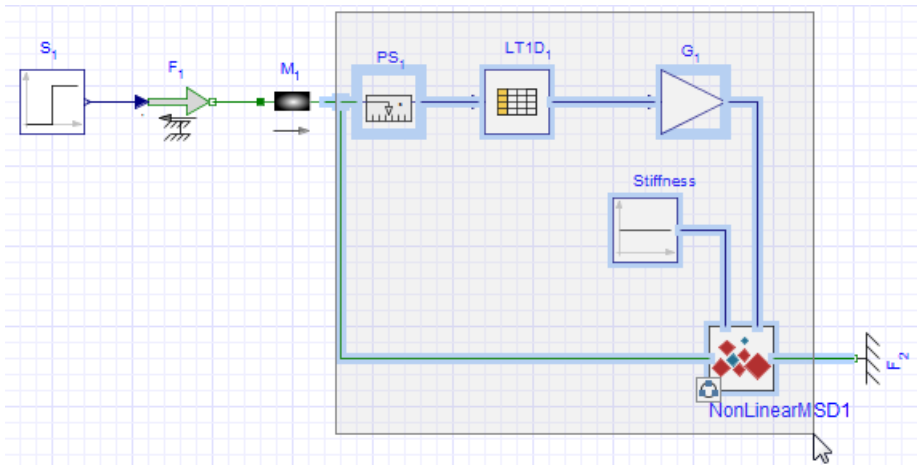 S1
F1
M1
PS1
LT1D1
G1
Stiffness
F2
NonLinearMSD1